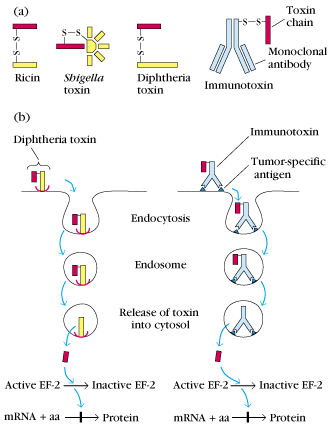 (a)
S–S
S
S
Ricin
S–S
Shigella
toxin
S
S
Diphtheria
toxin
Toxin
chain
Monoclonal
antibody
Immunotoxin
(b)
Diphtheria toxin
Immunotoxin
Tumor-specific
antigen
Endocytosis
Endosome
Release of toxin
into cytosol
Active EF-2 → Inactive EF-2
Active EF-2 → Inactive EF-2
mRNA + aa → Protein
mRNA + aa → Protein